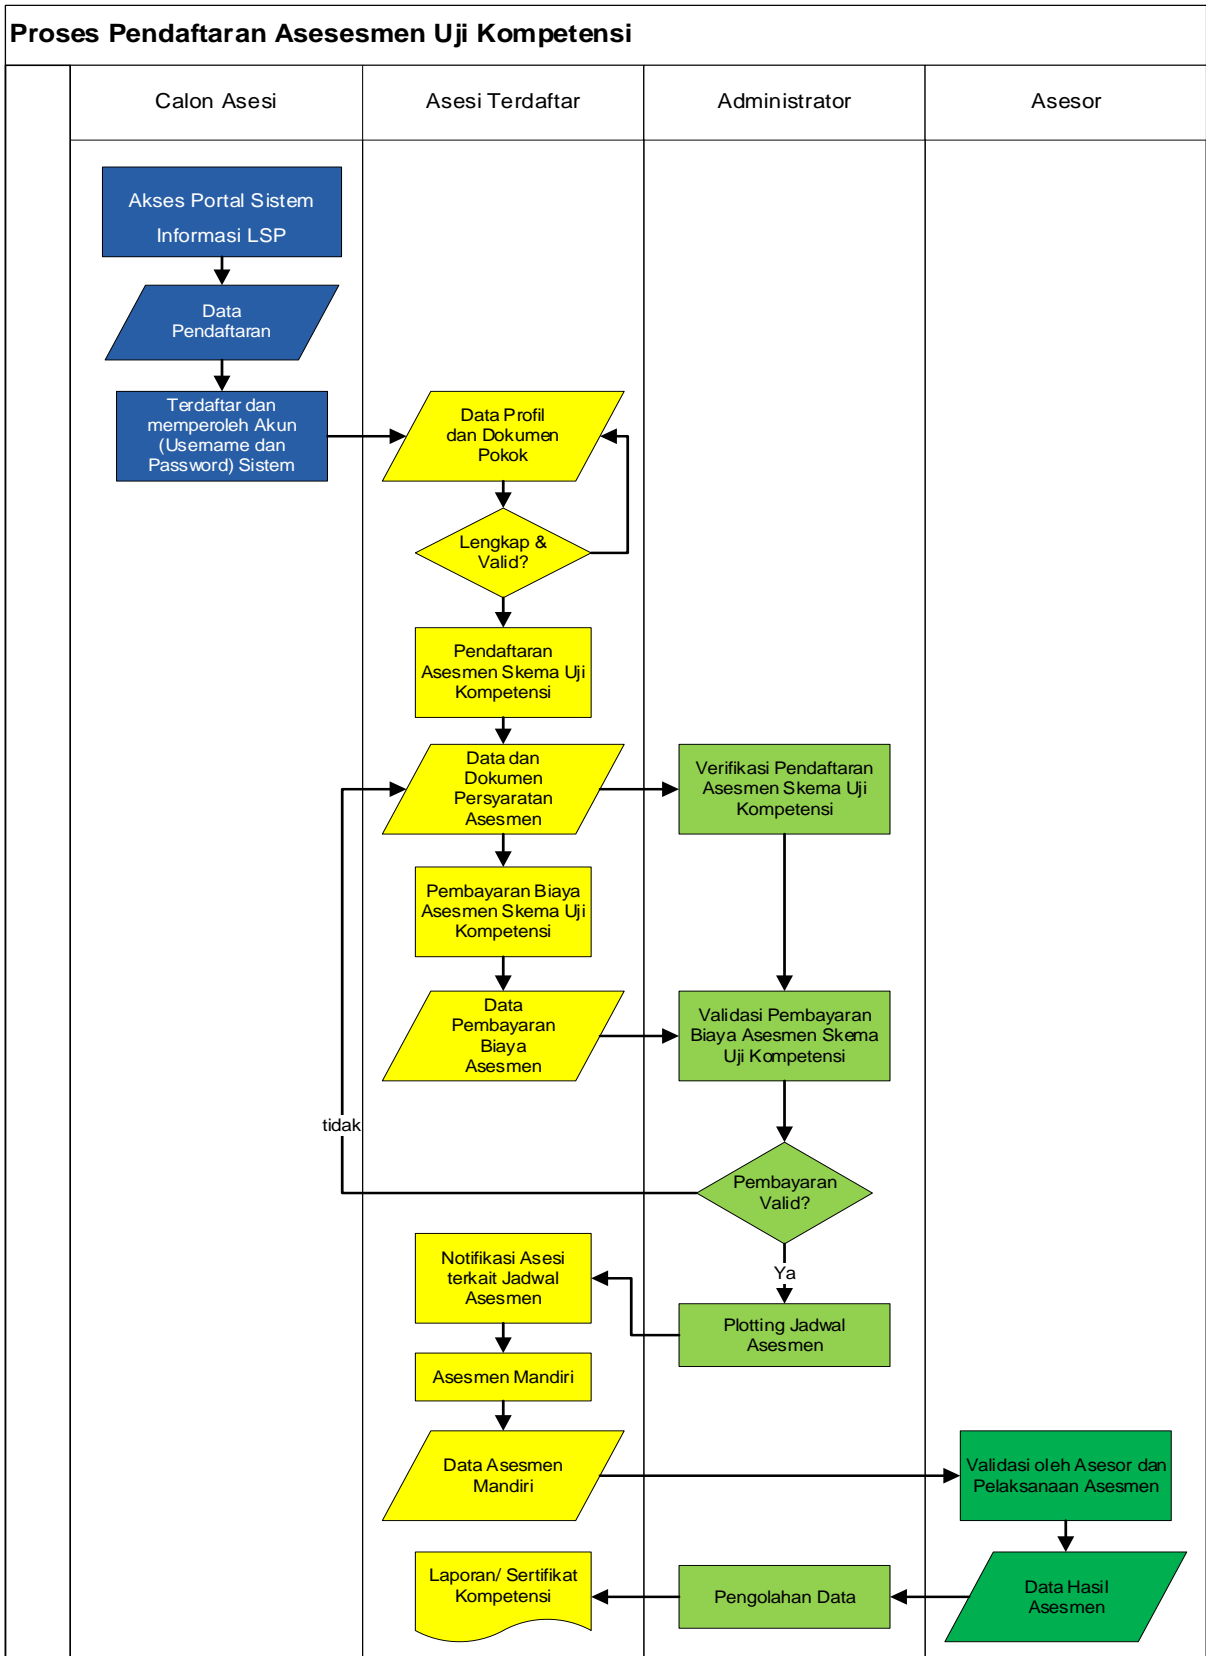 Proses Pendaftaran Asesesmen Uji Kompetensi
Calon Asesi
Asesi Terdaftar
Administrator
Asesor
Akses Portal Sistem
Informasi LSP
Data
Pendaftaran
Terdaftar dan
memperoleh Akun
(Username dan
Password) Sistem
Data Profil
dan Dokumen
Pokok
Lengkap &
Valid?
Pendaftaran
Asesmen Skema Uji
Kompetensi
Data dan
Dokumen
Persyaratan
Asesmen
Verifikasi Pendaftaran
Asesmen Skema Uji
Kompetensi
Pembayaran Biaya
Asesmen Skema Uji
Kompetensi
Data
Pembayaran
Biaya
Asesmen
Validasi Pembayaran
Biaya Asesmen Skema
Uji Kompetensi
tidak
Pembayaran
Valid?
Ya
Notifikasi Asesi
terkait Jadwal
Asesmen
Plotting Jadwal
Asesmen
Asesmen Mandiri
Data Asesmen
Mandiri
Validasi oleh Asesor dan
Pelaksanaan Asesmen
Laporan/ Sertifikat
Kompetensi
Pengolahan Data
Data Hasil
Asesmen